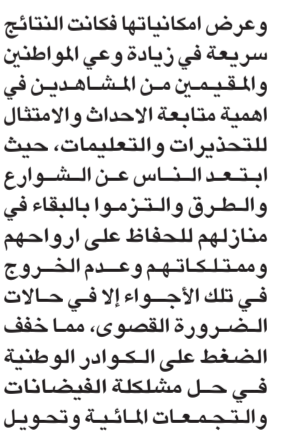 وعرض امكانياتها فكانت النتائج
سريعة في زيادة وعي المواطنين
والمقيمين من المشاهدين في
اهمية متابعة الاحداث والامتثال
للتحذيرات والتعليمات، حيث
ابتعد الناس عن الشوارع
والطرق والتزموا بالبقاء في
منازلهم للحفاظ على ارواحهم
وممتلكاتهم وعدم الخروج
في تلك الأجواء إلا في حالات
الضرورة القصوى، مما خفف
الضغط على الكوادر الوطنية
في حل مشلكلة الفيضانات
والتجمعات المائية وتحويل